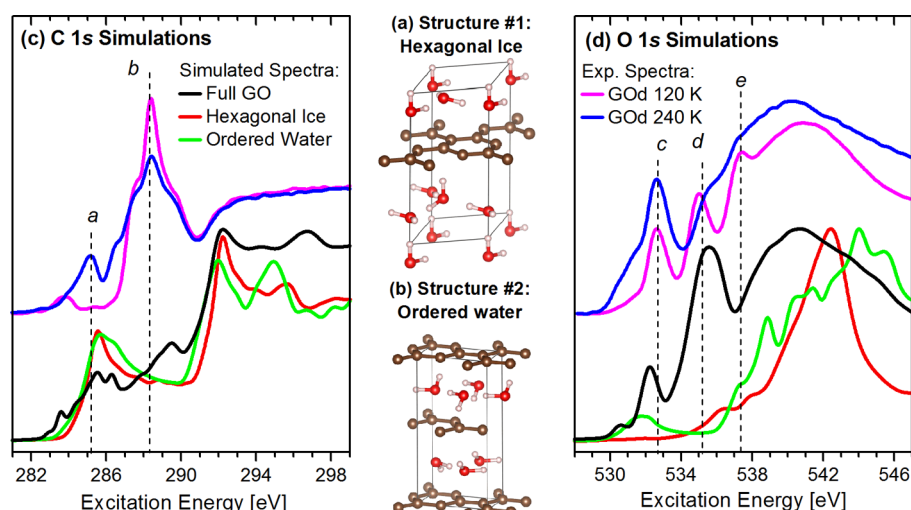 (c) C 1s Simulations
b
Simulated Spectra:
Full GO
Hexagonal Ice
Ordered Water
a
282 286 290 294 298
Excitation Energy [eV]
(a) Structure #1:
Hexagonal Ice
(b) Structure #2:
Ordered water
(d) O 1s Simulations
Exp. Spectra:
GOd 120 K
GOd 240 K
e
c d
530 534 538 542 546
Excitation Energy [eV]